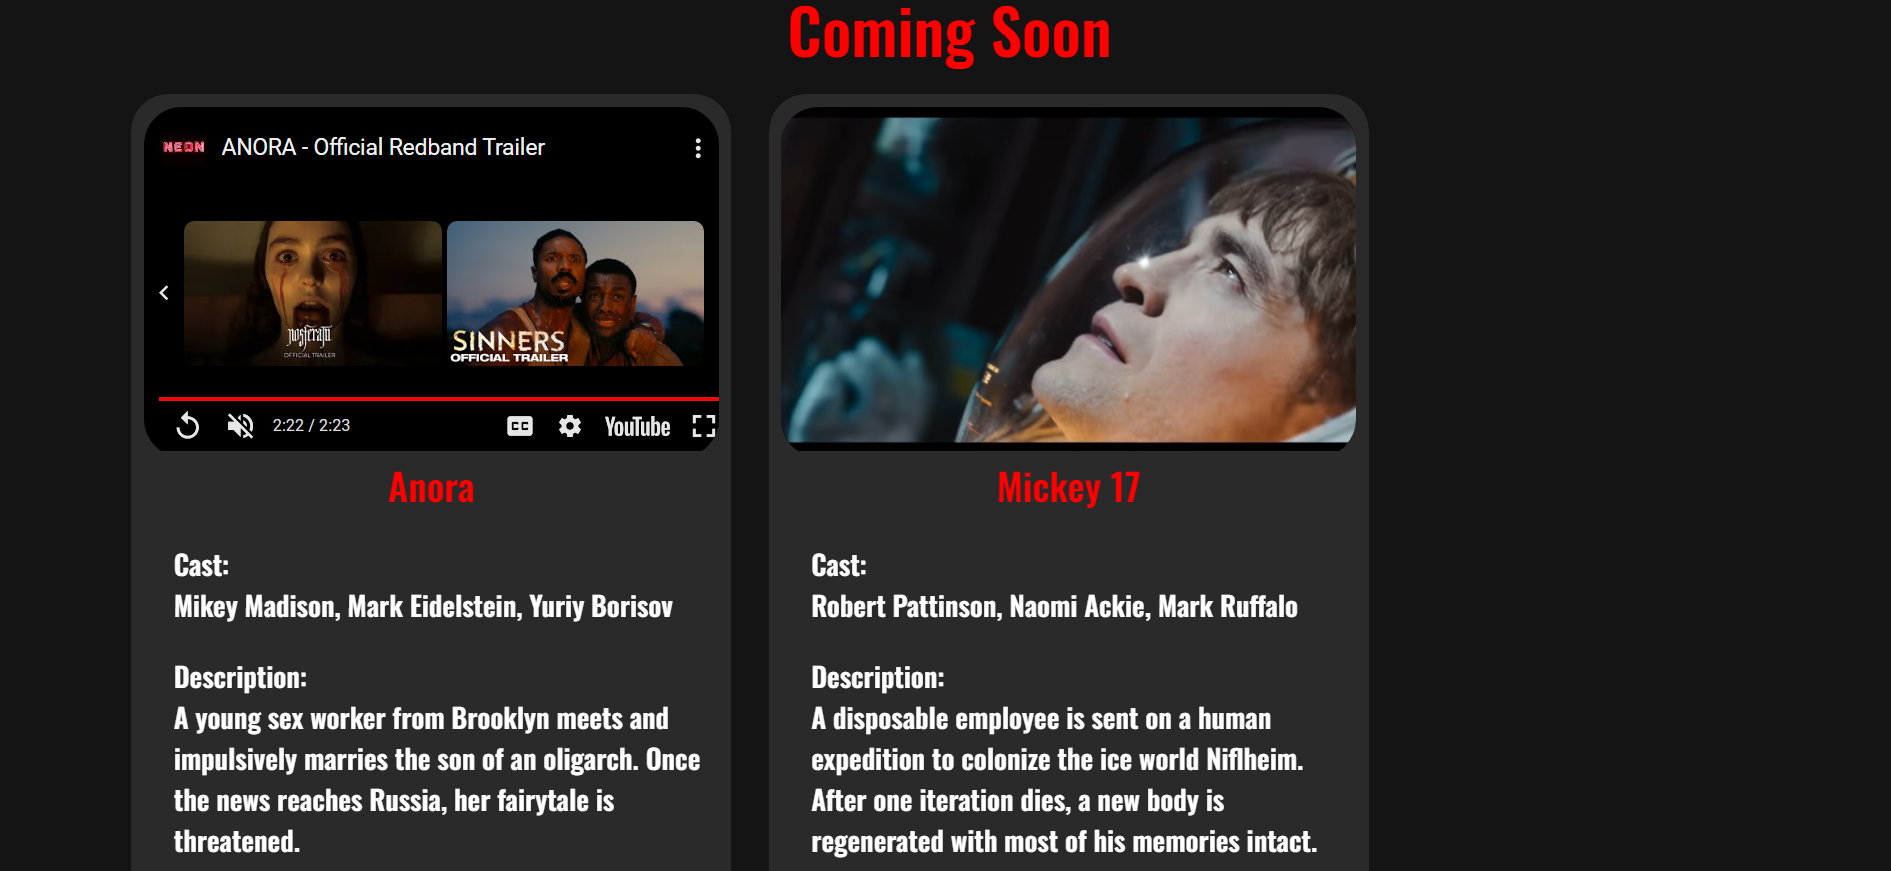 Coming Soon
NEON
ANORA - Official Redband Trailer
nosferatu
OFFICIAL TRAILER
SINNERS
OFFICIAL TRAILER
2:22 / 2:23
CC
YouTube
Anora
Cast:
Mikey Madison, Mark Eidelstein, Yuriy Borisov
Description:
A young sex worker from Brooklyn meets and
impulsively marries the son of an oligarch. Once
the news reaches Russia, her fairytale is
threatened.
Mickey 17
Cast:
Robert Pattinson, Naomi Ackie, Mark Ruffalo
Description:
A disposable employee is sent on a human
expedition to colonize the ice world Niflheim.
After one iteration dies, a new body is
regenerated with most of his memories intact.